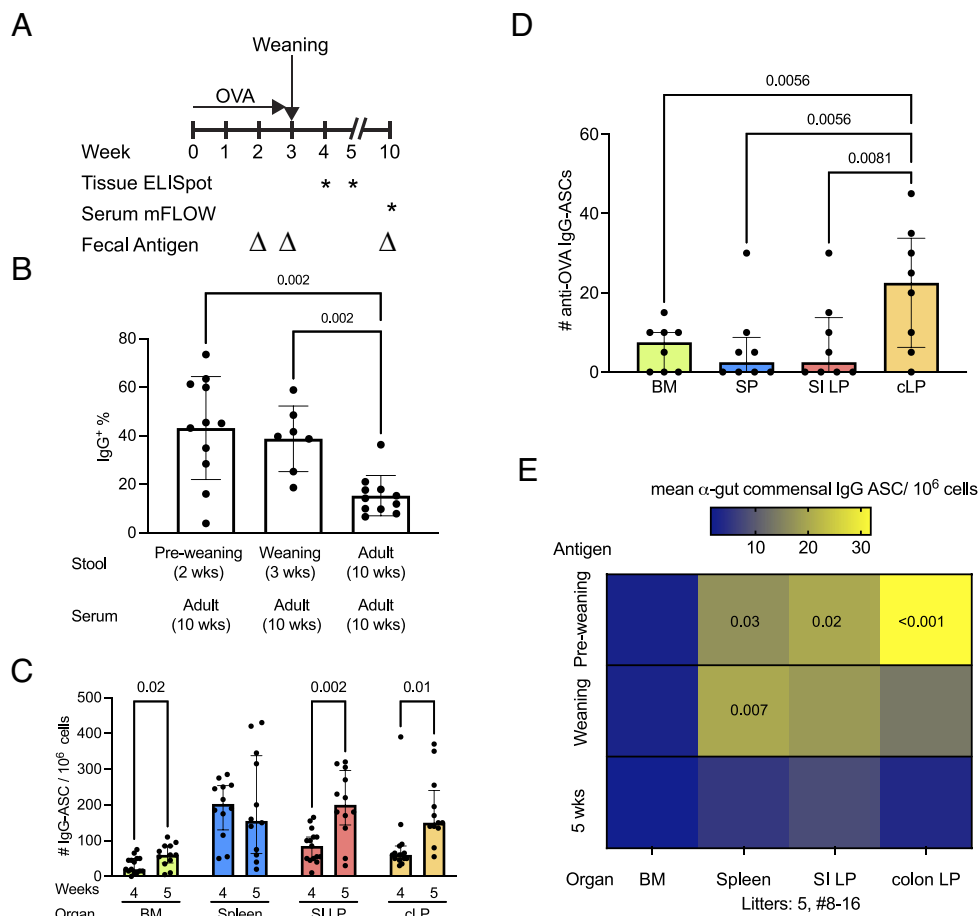 A
Weaning
OVA
0 1 2 3 4 5 10
Week
Tissue ELISpot * *
Serum mFLOW *
Fecal Antigen Δ Δ Δ
B
0.002
0.002
80
60
40
20
0
IgG+ %
Pre-weaning Weaning Adult
Stool (2 wks) (3 wks) (10 wks)
Adult Adult Adult
Serum (10 wks) (10 wks) (10 wks)
C
0.02 0.002 0.01
500
400
300
200
100
0
# IgG-ASC / 10⁶ cells
Weeks 4 5 4 5 4 5 4 5
Organ BM Spleen SI LP cLP
D
0.0056
0.0056
0.0081
60
40
20
0
# anti-OVA IgG-ASCs
BM SP SI LP cLP
E
mean α-gut commensal IgG ASC/ 10⁶ cells
10 20 30
Antigen
Pre-weaning
0.03 0.02 <0.001
Weaning
0.007
5 wks
Organ BM Spleen SI LP colon LP
Litters: 5, #8-16